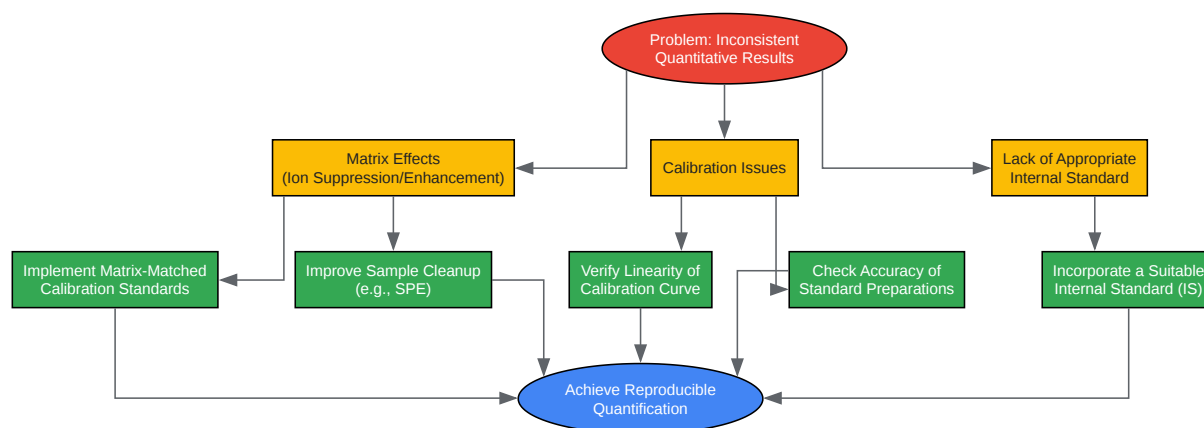 Problem: Inconsistent
Quantitative Results
Matrix Effects
(Ion Suppression/Enhancement)
Calibration Issues
Lack of Appropriate
Internal Standard
Implement Matrix-Matched
Calibration Standards
Improve Sample Cleanup
(e.g., SPE)
Verify Linearity of
Calibration Curve
Check Accuracy of
Standard Preparations
Incorporate a Suitable
Internal Standard (IS)
Achieve Reproducible
Quantification